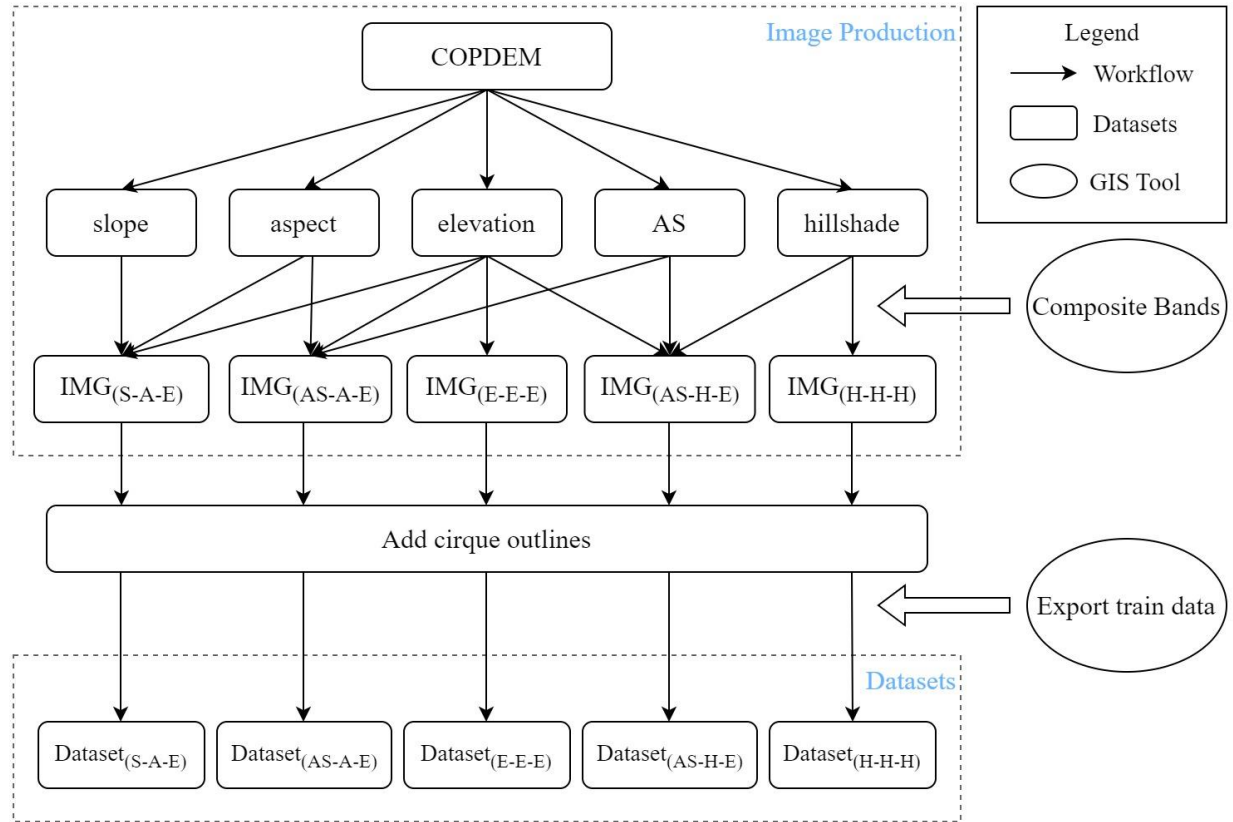 Image Production
COPDEM
Legend
Workflow
Datasets
GIS Tool
slope
aspect
elevation
AS
hillshade
Composite Bands
IMG(S-A-E)
IMG(AS-A-E)
IMG(E-E-E)
IMG(AS-H-E)
IMG(H-H-H)
Add cirque outlines
Export train data
Datasets
Dataset(S-A-E)
Dataset(AS-A-E)
Dataset(E-E-E)
Dataset(AS-H-E)
Dataset(H-H-H)